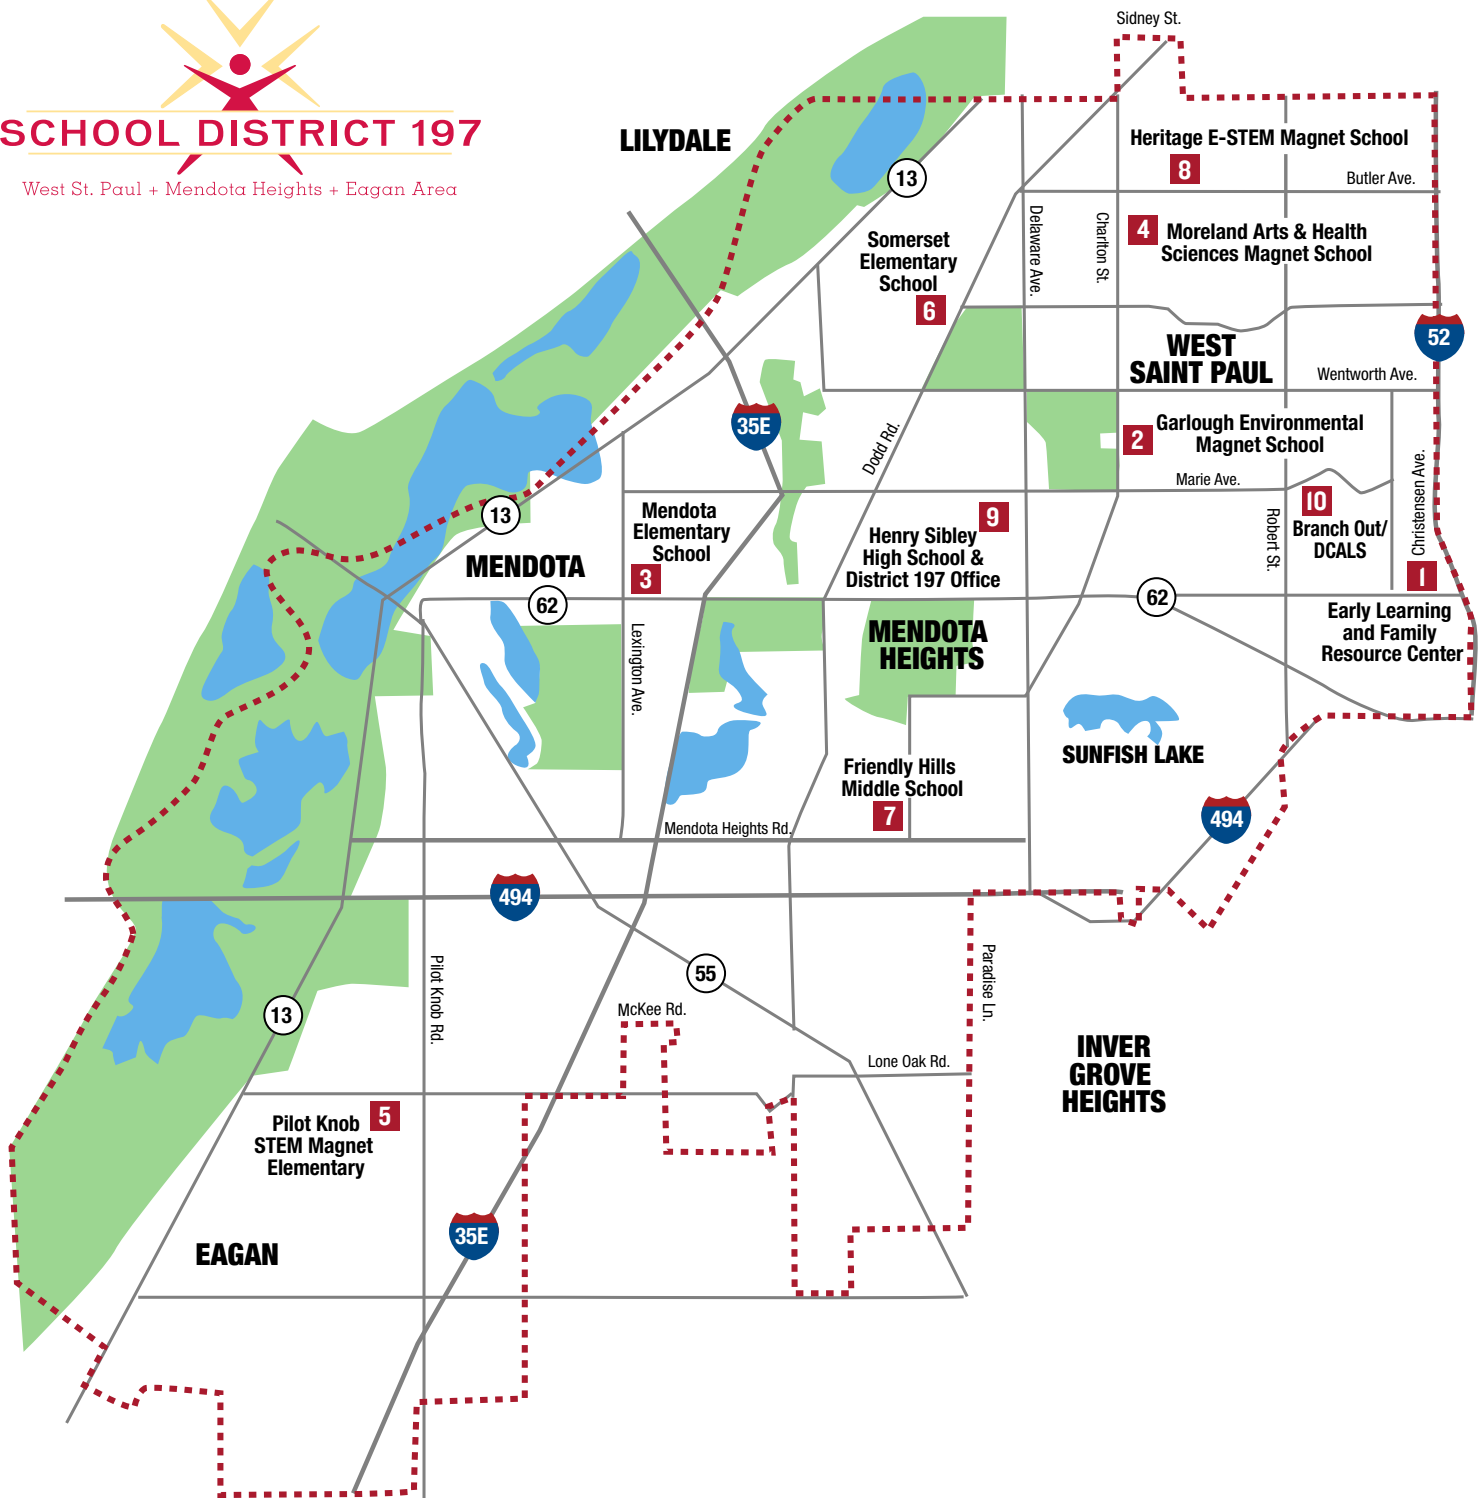 SCHOOL DISTRICT 197
West St. Paul + Mendota Heights + Eagan Area
Sidney St.
LILYDALE
Heritage E-STEM Magnet School
8
Butler Ave.
13
Delaware Ave.
Charlton St.
4
Moreland Arts & Health
Sciences Magnet School
Somerset
Elementary
School
6
52
WEST
SAINT PAUL
Wentworth Ave.
35E
Dodd Rd.
2
Garlough Environmental
Magnet School
Marie Ave.
Christensen Ave.
10
Branch Out/
DCALS
Robert St.
13
Mendota
Elementary
School
3
9
Henry Sibley
High School &
District 197 Office
MENDOTA
62
62
1
Early Learning
and Family
Resource Center
Lexington Ave.
MENDOTA
HEIGHTS
SUNFISH LAKE
Friendly Hills
Middle School
7
Mendota Heights Rd.
494
494
Pilot Knob Rd.
55
Paradise Ln.
13
McKee Rd.
Lone Oak Rd.
INVER
GROVE
HEIGHTS
5
Pilot Knob
STEM Magnet
Elementary
35E
EAGAN